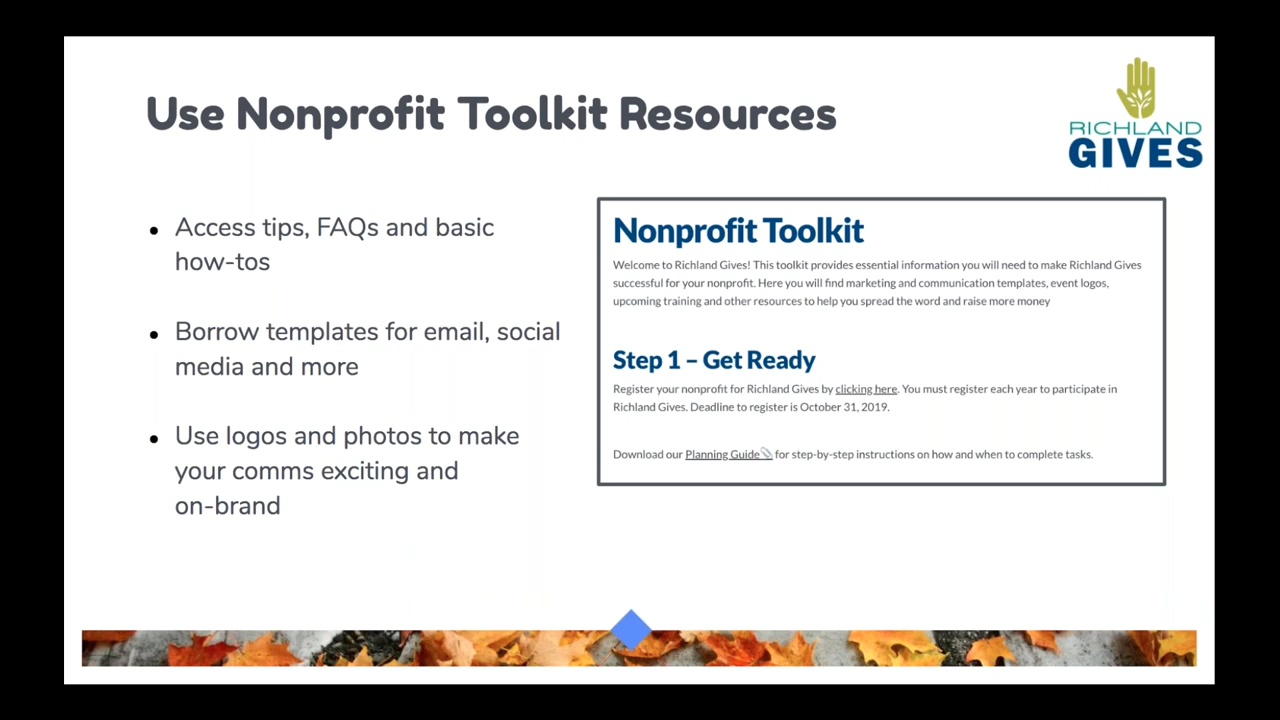 Use Nonprofit Toolkit Resources
RICHLAND
GIVES
• Access tips, FAQs and basic
how-tos
• Borrow templates for email, social
media and more
• Use logos and photos to make
your comms exciting and
on-brand
Nonprofit Toolkit
Welcome to Richland Gives! This toolkit provides essential information you will need to make Richland Gives
successful for your nonprofit. Here you will find marketing and communication templates, event logos,
upcoming training and other resources to help you spread the word and raise more money
Step 1 – Get Ready
Register your nonprofit for Richland Gives by clicking here. You must register each year to participate in
Richland Gives. Deadline to register is October 31, 2019.
Download our Planning Guide for step-by-step instructions on how and when to complete tasks.